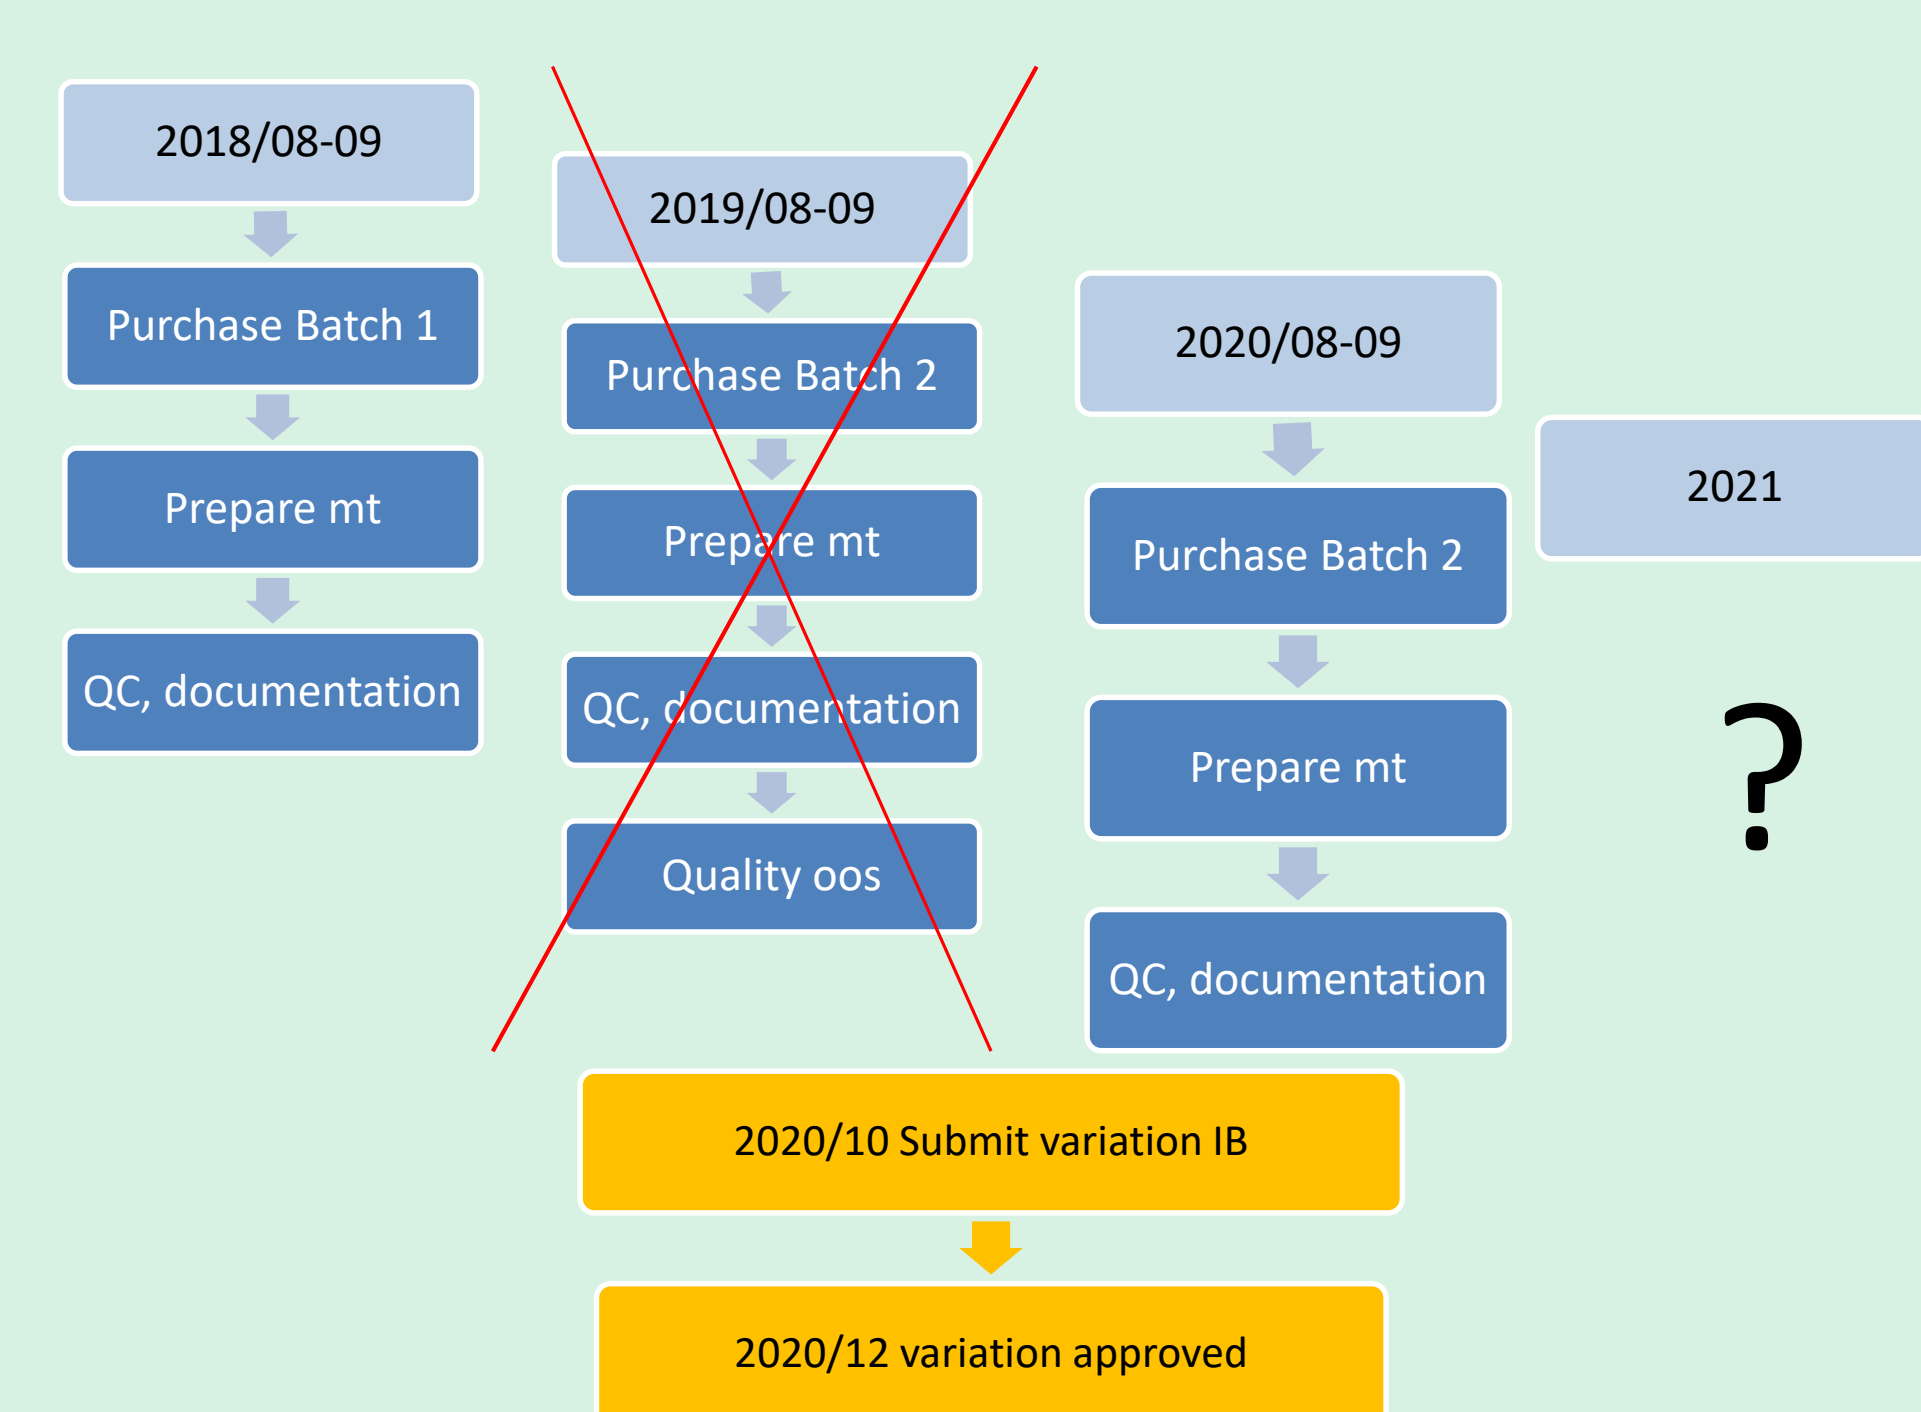 2018/08-09
Purchase Batch 1
Prepare mt
QC, documentation
2019/08-09
Purchase Batch 2
Prepare mt
QC, documentation
Quality oos
2020/08-09
Purchase Batch 2
Prepare mt
QC, documentation
2021
?
2020/10 Submit variation IB
2020/12 variation approved